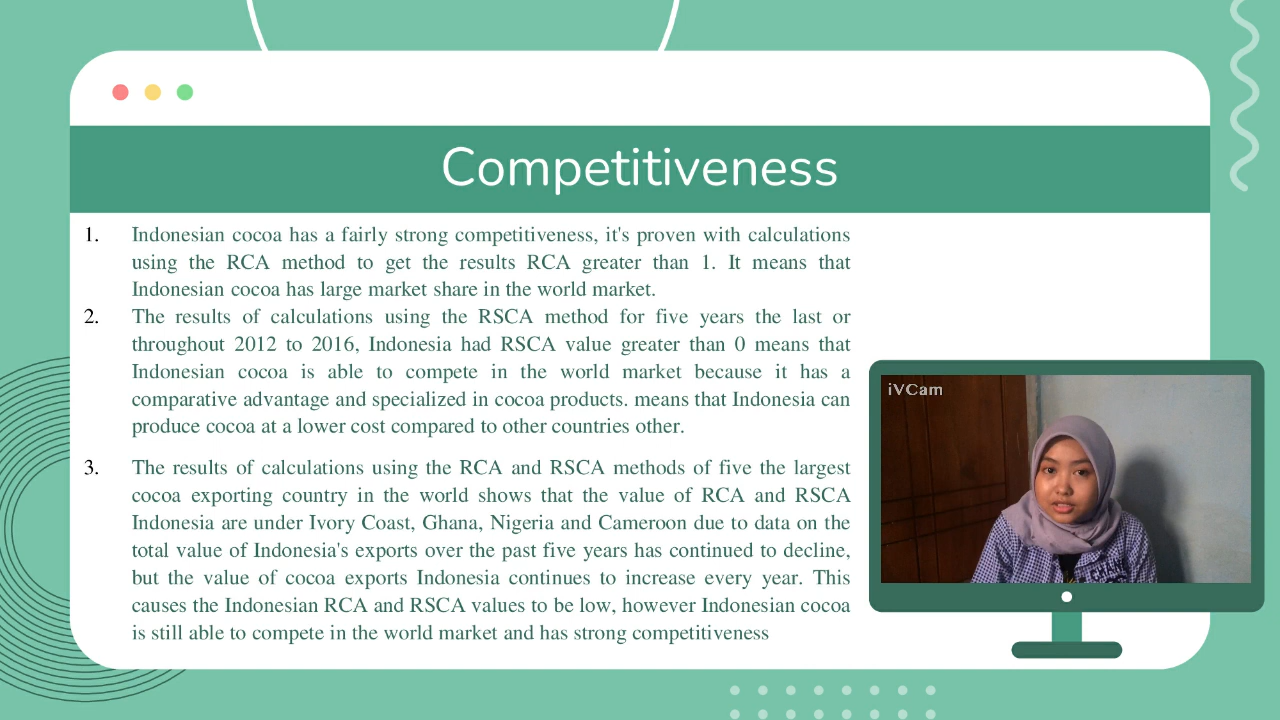 Competitiveness
1. Indonesian cocoa has a fairly strong competitiveness, it's proven with calculations
using the RCA method to get the results RCA greater than 1. It means that
Indonesian cocoa has large market share in the world market.
2. The results of calculations using the RSCA method for five years the last or
throughout 2012 to 2016, Indonesia had RSCA value greater than 0 means that
Indonesian cocoa is able to compete in the world market because it has a
comparative advantage and specialized in cocoa products. means that Indonesia can
produce cocoa at a lower cost compared to other countries other.
3. The results of calculations using the RCA and RSCA methods of five the largest
cocoa exporting country in the world shows that the value of RCA and RSCA
Indonesia are under Ivory Coast, Ghana, Nigeria and Cameroon due to data on the
total value of Indonesia's exports over the past five years has continued to decline,
but the value of cocoa exports Indonesia continues to increase every year. This
causes the Indonesian RCA and RSCA values to be low, however Indonesian cocoa
is still able to compete in the world market and has strong competitiveness
iVCam